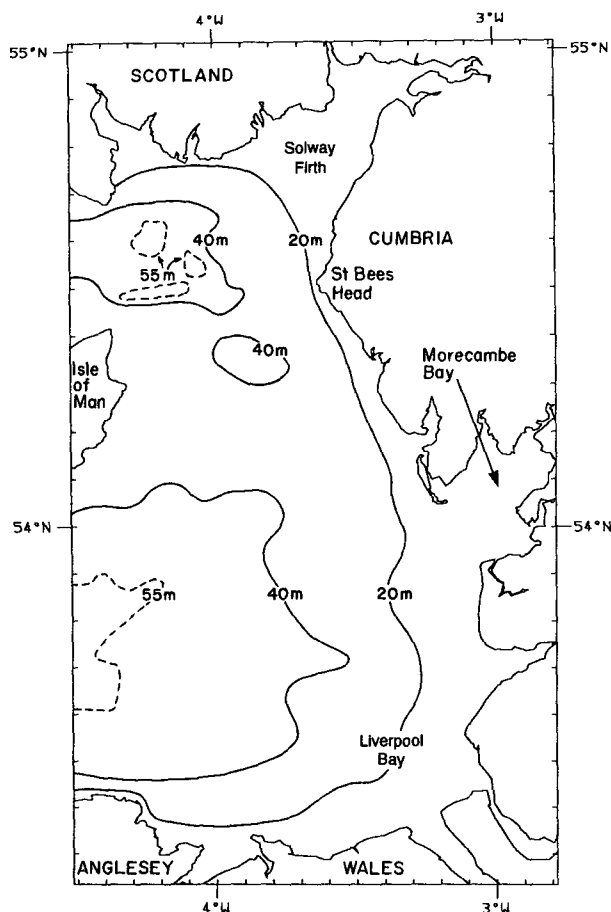 4°W
3°W
55°N
55°N
SCOTLAND
Solway
Firth
40m
20m
CUMBRIA
55m
St Bees
Head
40m
Morecambe
Bay
Isle
of
Man
54°N
54°N
55m
40m
20m
Liverpool
Bay
ANGLESEY
WALES
4°W
3°W